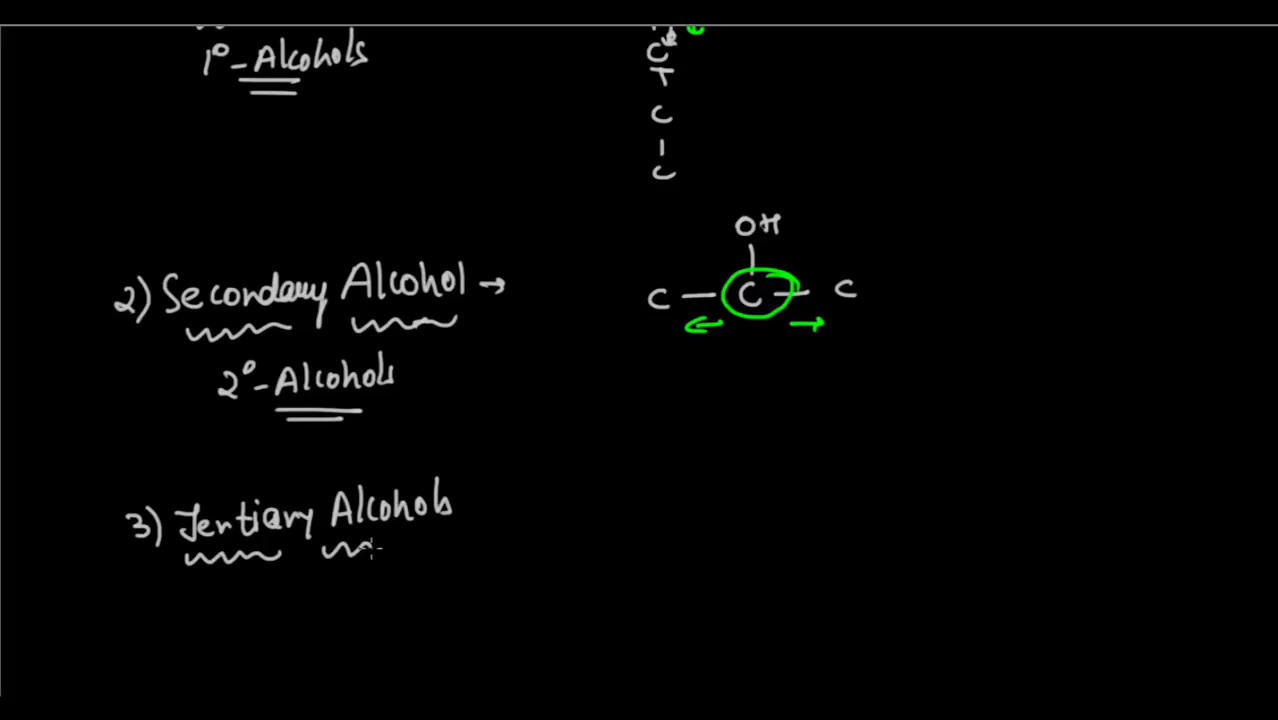 1° - Alcohols
C
C
C
OH
2) Secondary Alcohol →
C — C — C
2° - Alcohols
3) Tertiary Alcohols